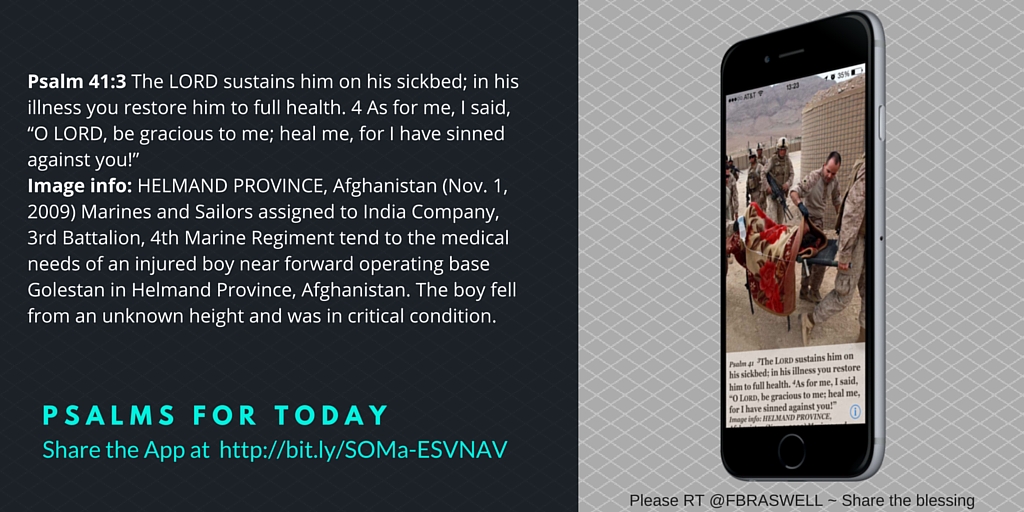 Psalm 41:3 The LORD sustains him on his sickbed; in his
illness you restore him to full health. 4 As for me, I said,
“O LORD, be gracious to me; heal me, for I have sinned
against you!”
Image info: HELMAND PROVINCE, Afghanistan (Nov. 1,
2009) Marines and Sailors assigned to India Company,
3rd Battalion, 4th Marine Regiment tend to the medical
needs of an injured boy near forward operating base
Golestan in Helmand Province, Afghanistan. The boy fell
from an unknown height and was in critical condition.
PSALMS FOR TODAY
Share the App at http://bit.ly/SOMa-ESVNAV
AT&T 13:23 35%
Psalm 41 ³The LORD sustains him on
his sickbed; in his illness you restore
him to full health. ⁴As for me, I said,
“O LORD, be gracious to me; heal me,
for I have sinned against you!”
Image info: HELMAND PROVINCE,
Please RT @FBRASWELL ~ Share the blessing